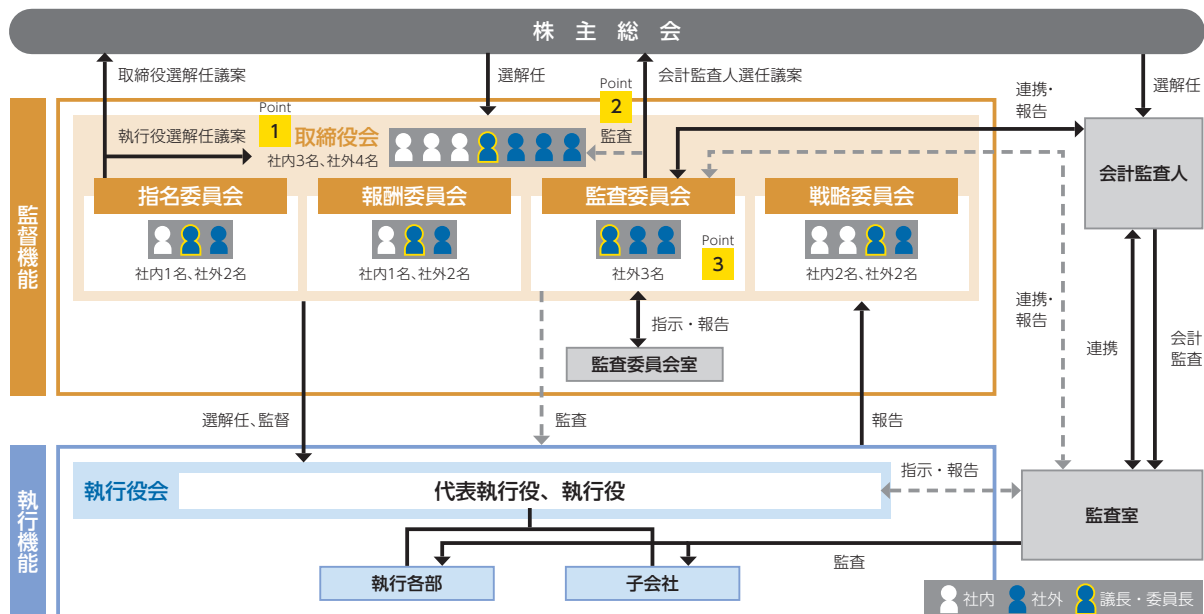 株主総会
取締役選解任議案
選解任
会計監査人選任議案
連携・
報告
選解任
Point
1
Point
2
執行役選解任議案
取締役会
社内3名、社外4名
監査
会計監査人
監督機能
指名委員会
報酬委員会
監査委員会
戦略委員会
社内1名、社外2名
社内1名、社外2名
社外3名
Point
3
社内2名、社外2名
指示・報告
監査委員会室
連携・
報告
連携
会計
監査
選解任、監督
監査
報告
執行機能
執行役会
代表執行役、執行役
指示・報告
監査室
監査
執行各部
子会社
社内
社外
議長・委員長